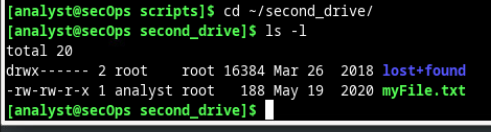 [analyst@secOps scripts]$ cd ~/second_drive/
[analyst@secOps second_drive]$ ls -l
total 20
drwx------ 2 root    root 16384 Mar 26  2018 lost+found
-rw-rw-r-x 1 analyst root   188 May 19  2020 myFile.txt
[analyst@secOps second_drive]$